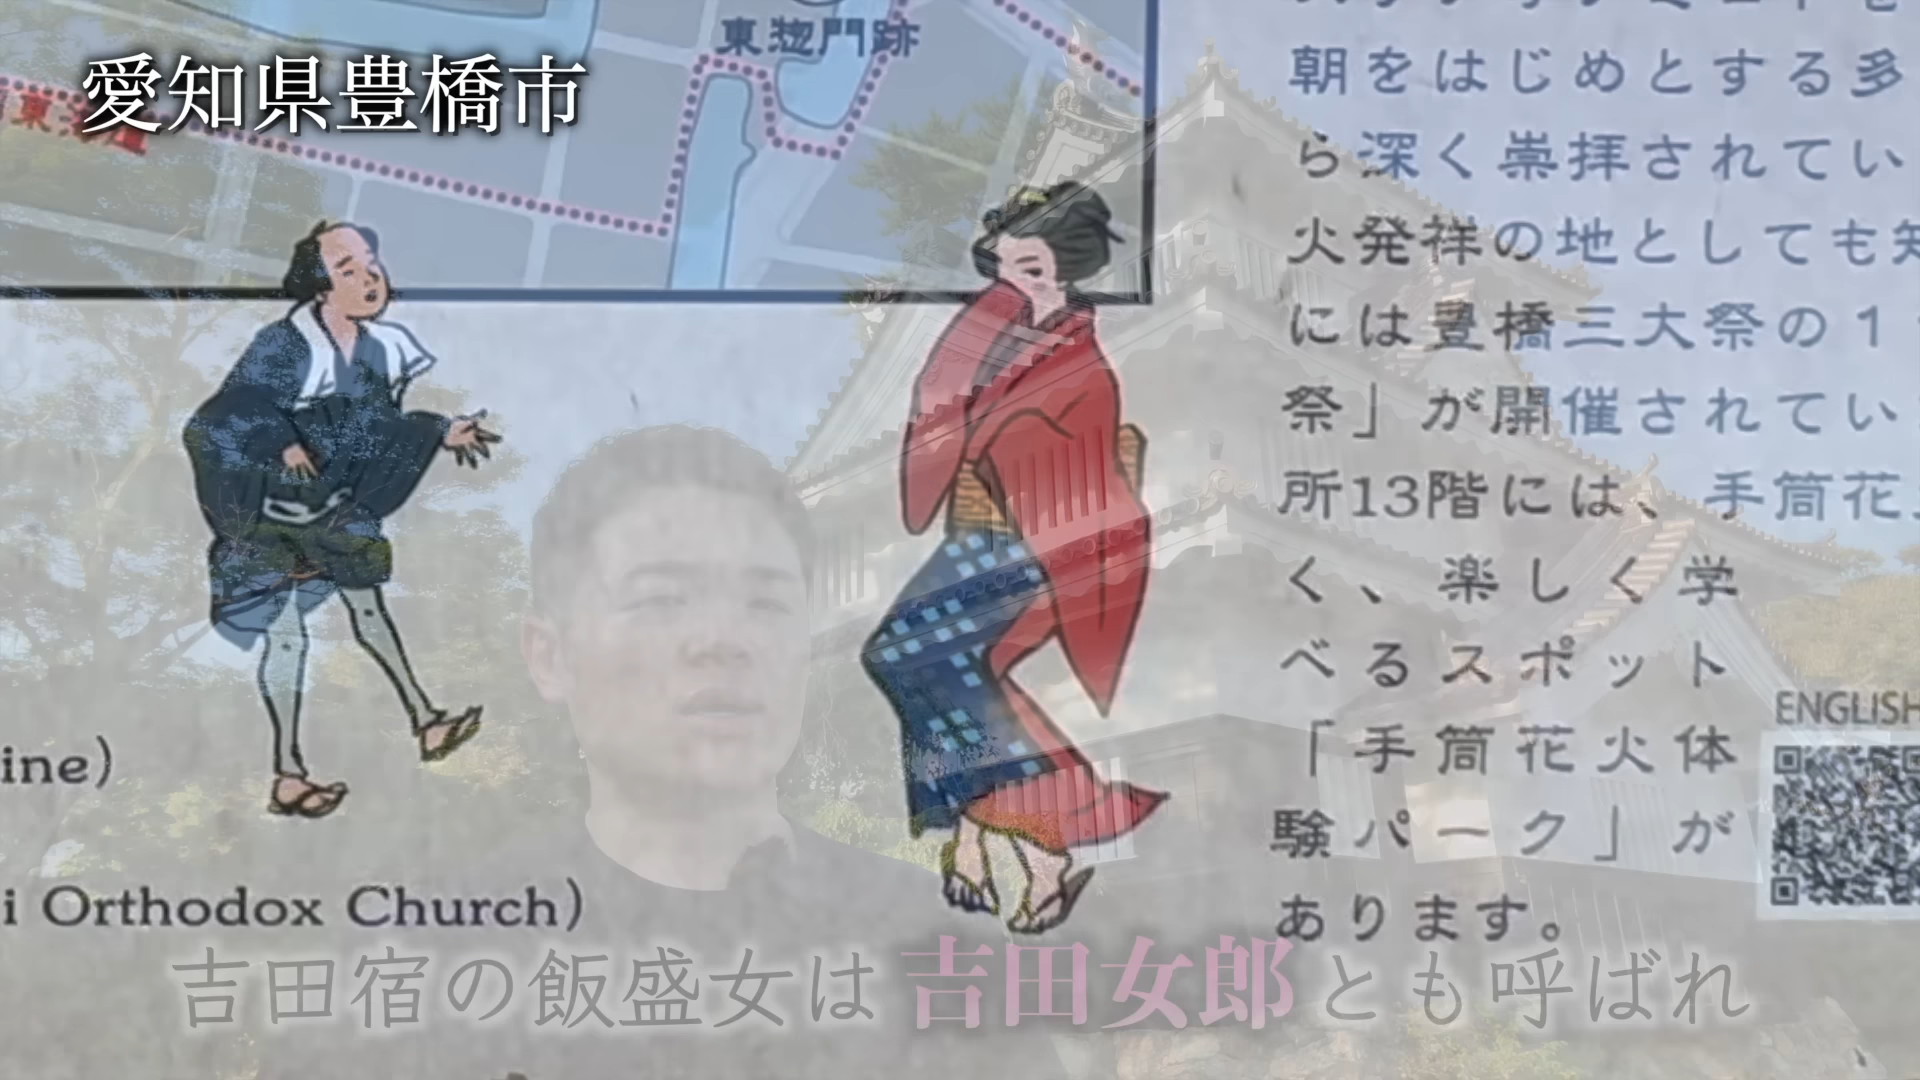 愛知県豊橋市
東惣門跡
朝をはじめとする多
ら深く崇拝されてい
火発祥の地としても知
には豊橋三大祭の1
祭」が開催されてい
所13階には、手筒花
く、楽しく学
べるスポット
「手筒花火体
験パーク」が
あります。
ENGLISH
ine)
i Orthodox Church)
吉田宿の飯盛女は吉田女郎とも呼ばれ